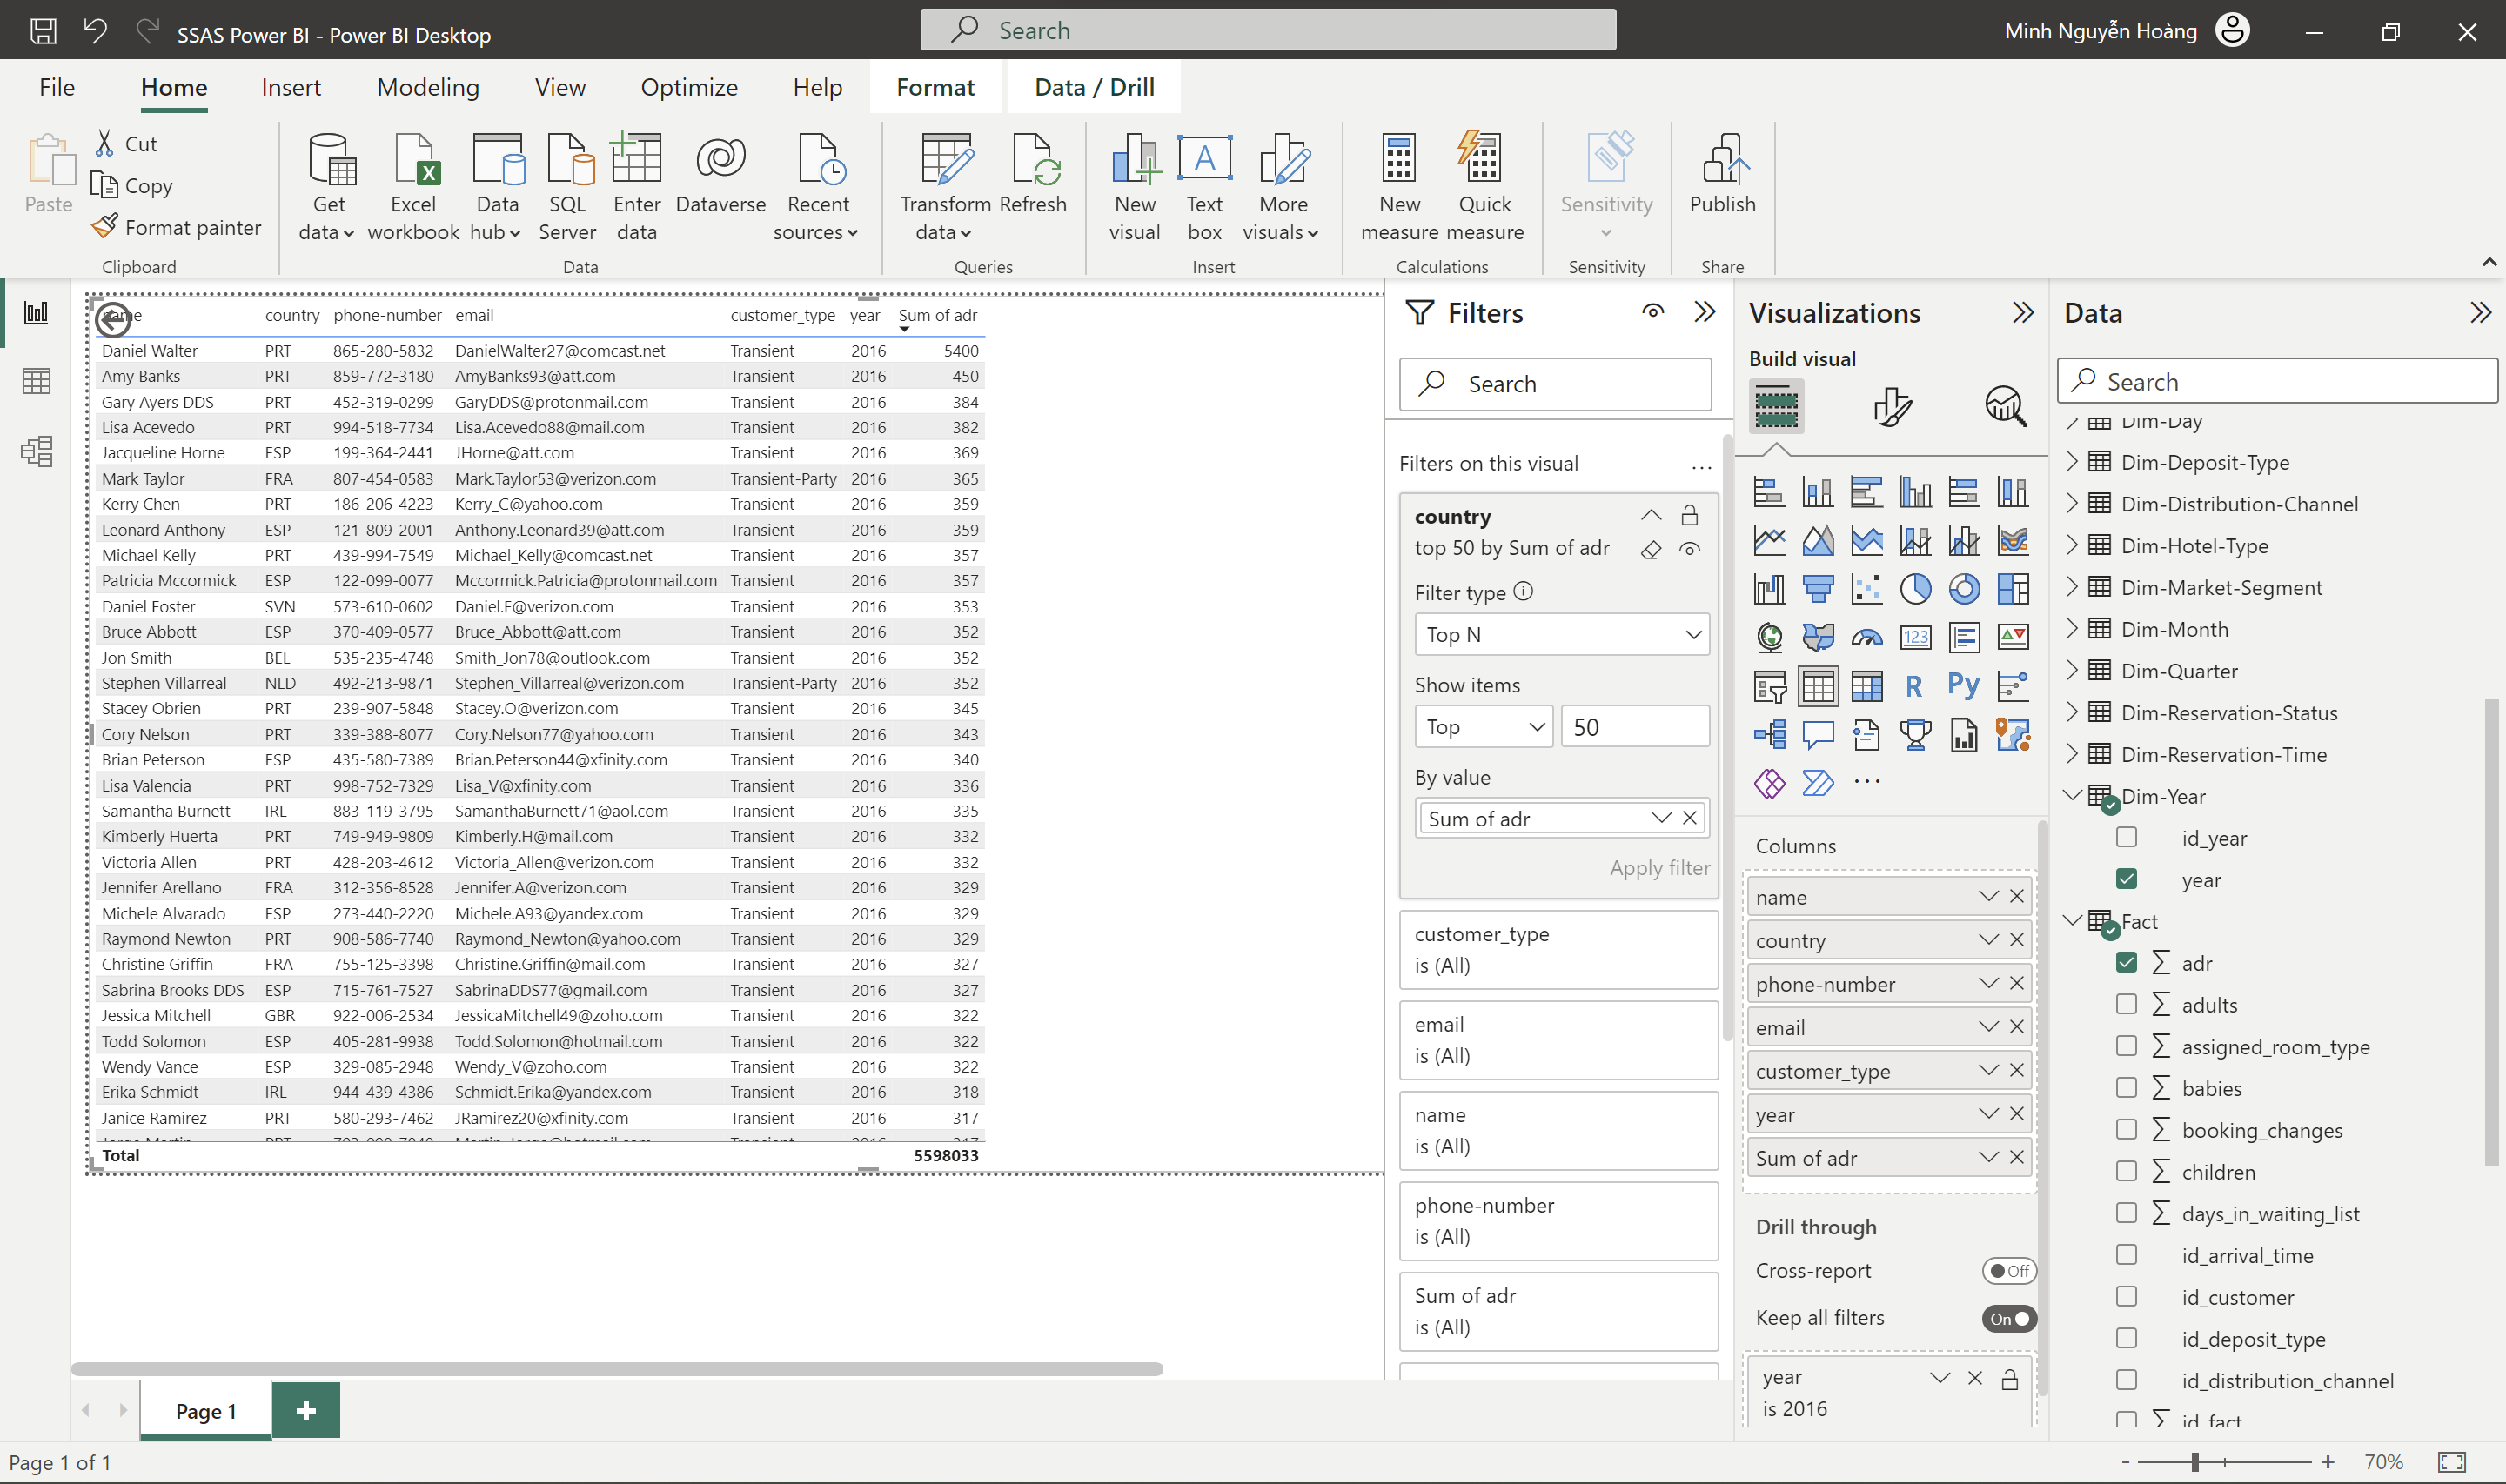 SSAS Power BI - Power BI Desktop
Search
Minh Nguyễn Hoàng
File Home Insert Modeling View Optimize Help Format Data / Drill
Paste
Cut
Copy
Format painter
Clipboard
Get data
Excel workbook
Data hub
SQL Server
Enter data
Dataverse
Recent sources
Data
Transform data
Refresh
Queries
New visual
Text box
More visuals
Insert
New measure
Quick measure
Calculations
Sensitivity
Sensitivity
Publish
Share
name country phone-number email customer_type year Sum of adr
Daniel Walter PRT 865-280-5832 DanielWalter27@comcast.net Transient 2016 5400
Amy Banks PRT 859-772-3180 AmyBanks93@att.com Transient 2016 450
Gary Ayers DDS PRT 452-319-0299 GaryDDS@protonmail.com Transient 2016 384
Lisa Acevedo PRT 994-518-7734 Lisa.Acevedo88@mail.com Transient 2016 382
Jacqueline Horne ESP 199-364-2441 JHorne@att.com Transient 2016 369
Mark Taylor FRA 807-454-0583 Mark.Taylor53@verizon.com Transient-Party 2016 365
Kerry Chen PRT 186-206-4223 Kerry_C@yahoo.com Transient 2016 359
Leonard Anthony ESP 121-809-2001 Anthony.Leonard39@att.com Transient 2016 359
Michael Kelly PRT 439-994-7549 Michael_Kelly@comcast.net Transient 2016 357
Patricia Mccormick ESP 122-099-0077 Mccormick.Patricia@protonmail.com Transient 2016 357
Daniel Foster SVN 573-610-0602 Daniel.F@verizon.com Transient 2016 353
Bruce Abbott ESP 370-409-0577 Bruce_Abbott@att.com Transient 2016 352
Jon Smith BEL 535-235-4748 Smith_Jon78@outlook.com Transient 2016 352
Stephen Villarreal NLD 492-213-9871 Stephen_Villarreal@verizon.com Transient-Party 2016 352
Stacey Obrien PRT 239-907-5848 Stacey.O@verizon.com Transient 2016 345
Cory Nelson PRT 339-388-8077 Cory.Nelson77@yahoo.com Transient 2016 343
Brian Peterson ESP 435-580-7389 Brian.Peterson44@xfinity.com Transient 2016 340
Lisa Valencia PRT 998-752-7329 Lisa_V@xfinity.com Transient 2016 336
Samantha Burnett IRL 883-119-3795 SamanthaBurnett71@aol.com Transient 2016 335
Kimberly Huerta PRT 749-949-9809 Kimberly.H@mail.com Transient 2016 332
Victoria Allen PRT 428-203-4612 Victoria_Allen@verizon.com Transient 2016 332
Jennifer Arellano FRA 312-356-8528 Jennifer.A@verizon.com Transient 2016 329
Michele Alvarado ESP 273-440-2220 Michele.A93@yandex.com Transient 2016 329
Raymond Newton PRT 908-586-7740 Raymond_Newton@yahoo.com Transient 2016 329
Christine Griffin FRA 755-125-3398 Christine.Griffin@mail.com Transient 2016 327
Sabrina Brooks DDS ESP 715-761-7527 SabrinaDDS77@gmail.com Transient 2016 327
Jessica Mitchell GBR 922-006-2534 JessicaMitchell49@zoho.com Transient 2016 322
Todd Solomon ESP 405-281-9938 Todd.Solomon@hotmail.com Transient 2016 322
Wendy Vance ESP 329-085-2948 Wendy_V@zoho.com Transient 2016 322
Erika Schmidt IRL 944-439-4386 Schmidt.Erika@yandex.com Transient 2016 318
Janice Ramirez PRT 580-293-7462 JRamirez20@xfinity.com Transient 2016 317
Total 5598033
Filters
Search
Filters on this visual
country
top 50 by Sum of adr
Filter type
Top N
Show items
Top 50
By value
Sum of adr
Apply filter
customer_type
is (All)
email
is (All)
name
is (All)
phone-number
is (All)
Sum of adr
is (All)
Visualizations
Build visual
123
R
Py
Columns
name
country
phone-number
email
customer_type
year
Sum of adr
Drill through
Cross-report Off
Keep all filters On
year
is 2016
Data
Search
Dim-Day
Dim-Deposit-Type
Dim-Distribution-Channel
Dim-Hotel-Type
Dim-Market-Segment
Dim-Month
Dim-Quarter
Dim-Reservation-Status
Dim-Reservation-Time
Dim-Year
id_year
year
Fact
adr
adults
assigned_room_type
babies
booking_changes
children
days_in_waiting_list
id_arrival_time
id_customer
id_deposit_type
id_distribution_channel
id_fact
Page 1
Page 1 of 1
70%